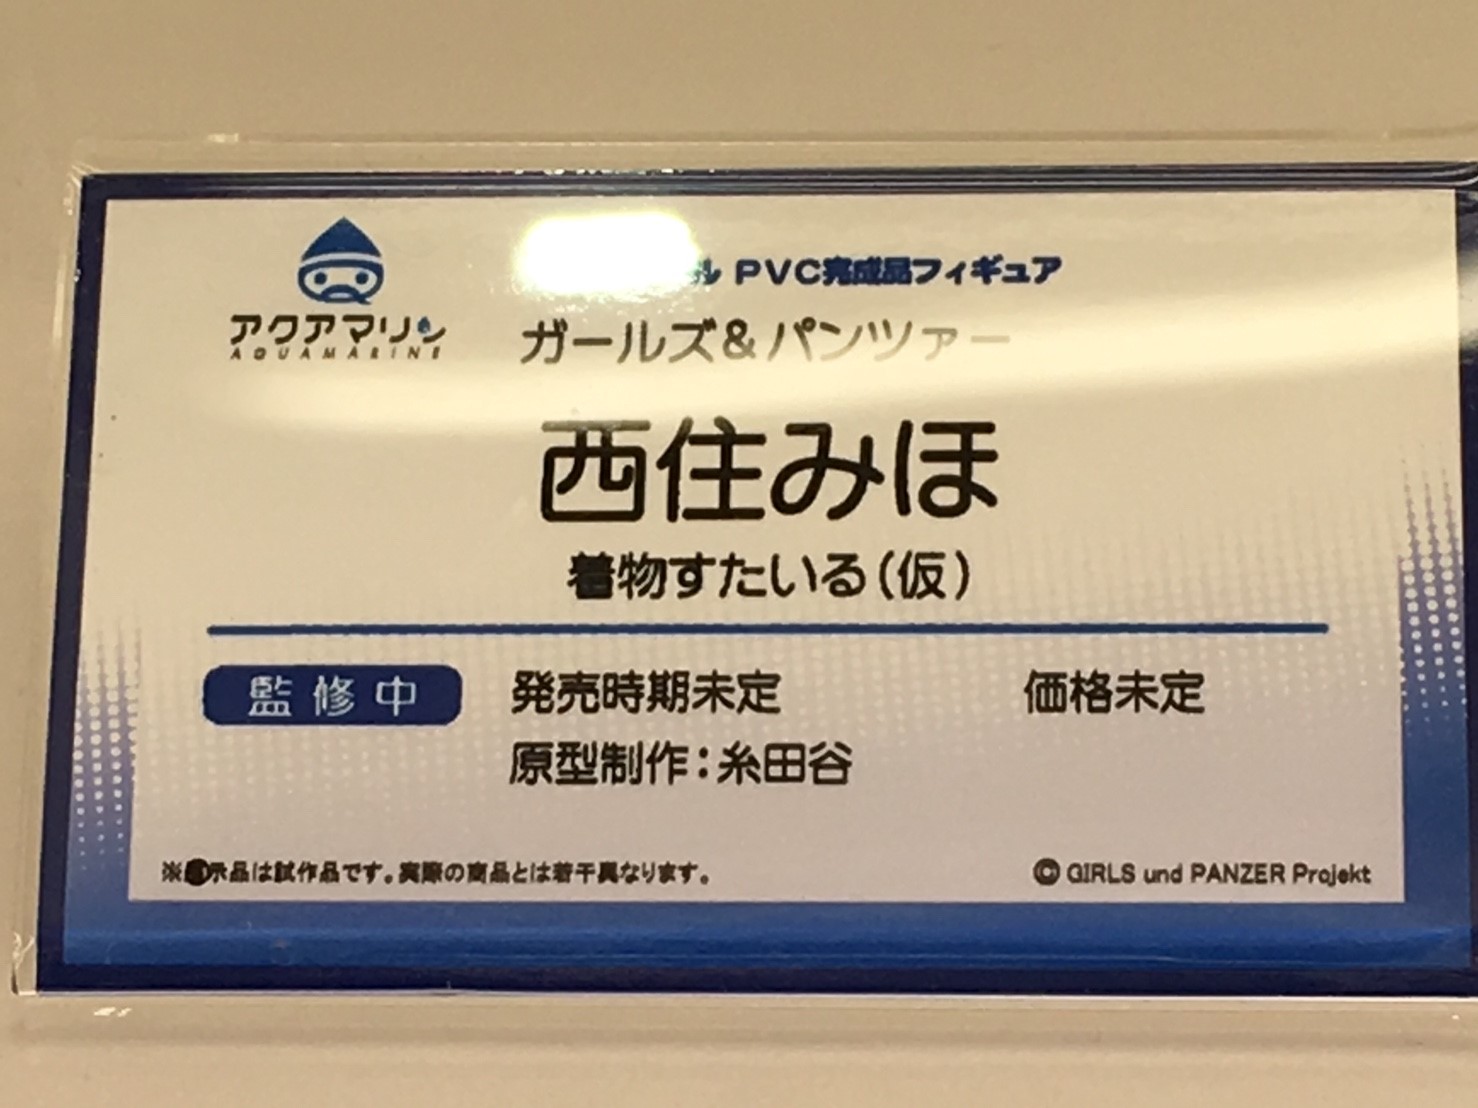 PVC完成品フィギュア
アクアマリン
AQUAMARINE
ガールズ&パンツァー
西住みほ
着物すたいる(仮)
監修中
発売時期未定
価格未定
原型制作:糸田谷
※展示品は試作品です。実際の商品とは若干異なります。
© GIRLS und PANZER Projekt